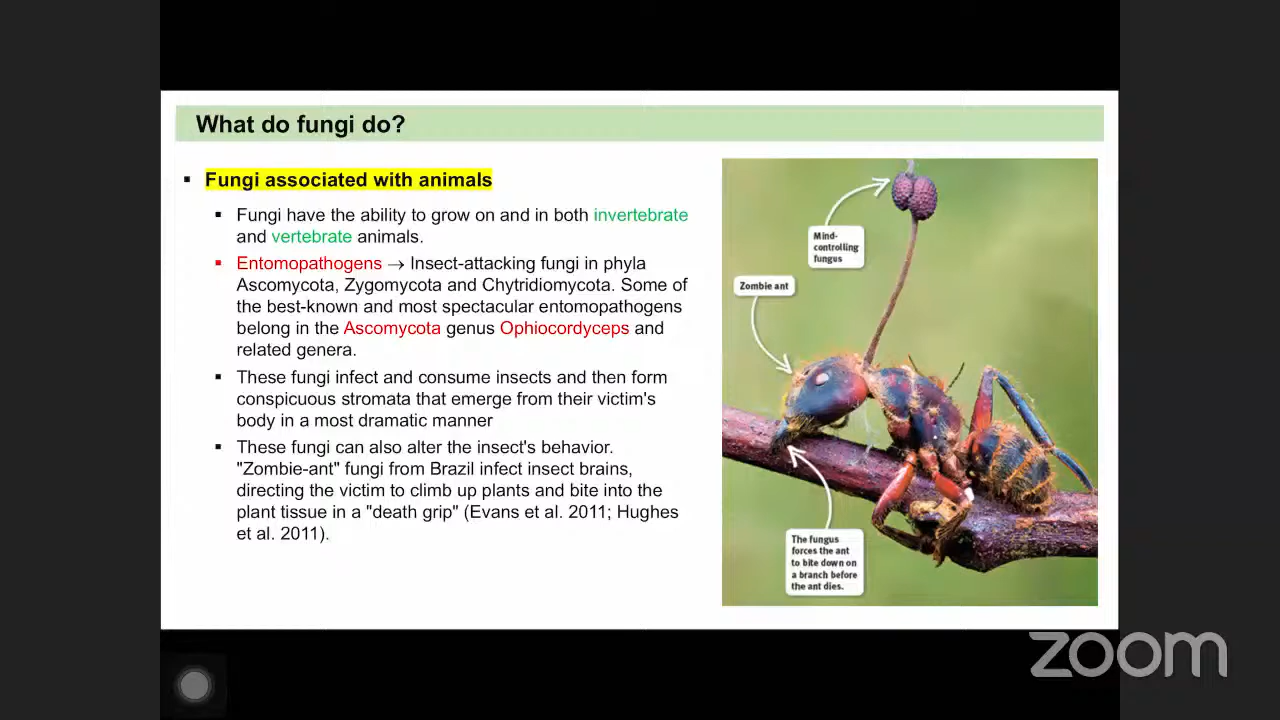 What do fungi do?
▪ Fungi associated with animals
▪ Fungi have the ability to grow on and in both invertebrate
and vertebrate animals.
▪ Entomopathogens → Insect-attacking fungi in phyla
Ascomycota, Zygomycota and Chytridiomycota. Some of
the best-known and most spectacular entomopathogens
belong in the Ascomycota genus Ophiocordyceps and
related genera.
▪ These fungi infect and consume insects and then form
conspicuous stromata that emerge from their victim's
body in a most dramatic manner
▪ These fungi can also alter the insect's behavior.
"Zombie-ant" fungi from Brazil infect insect brains,
directing the victim to climb up plants and bite into the
plant tissue in a "death grip" (Evans et al. 2011; Hughes
et al. 2011).
Mind-
controlling
fungus
Zombie ant
The fungus
forces the ant
to bite down on
a branch before
the ant dies.
zoom